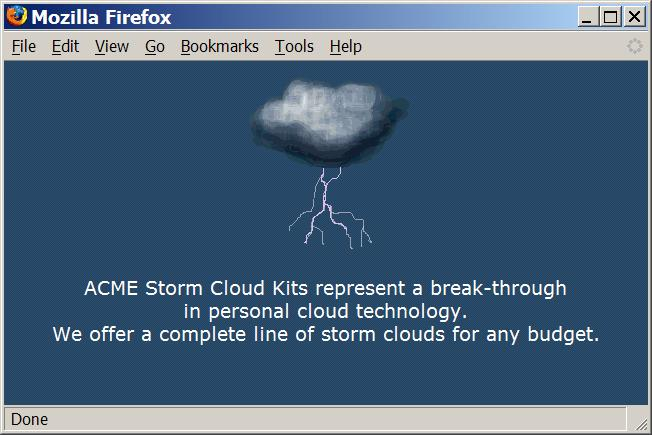 Mozilla Firefox
File Edit View Go Bookmarks Tools Help
ACME Storm Cloud Kits represent a break-through
in personal cloud technology.
We offer a complete line of storm clouds for any budget.
Done